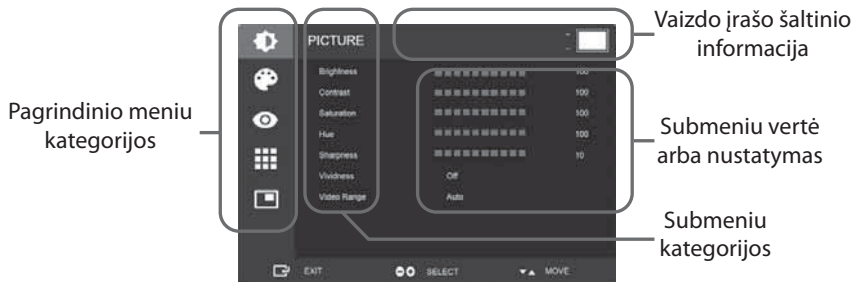 Vaizdo įrašo šaltinio
informacija
PICTURE
Brightness 100
Contrast 100
Saturation 100
Hue 100
Sharpness 10
Vividness Off
Video Range Auto
EXIT SELECT MOVE
Pagrindinio meniu
kategorijos
Submeniu vertė
arba nustatymas
Submeniu
kategorijos